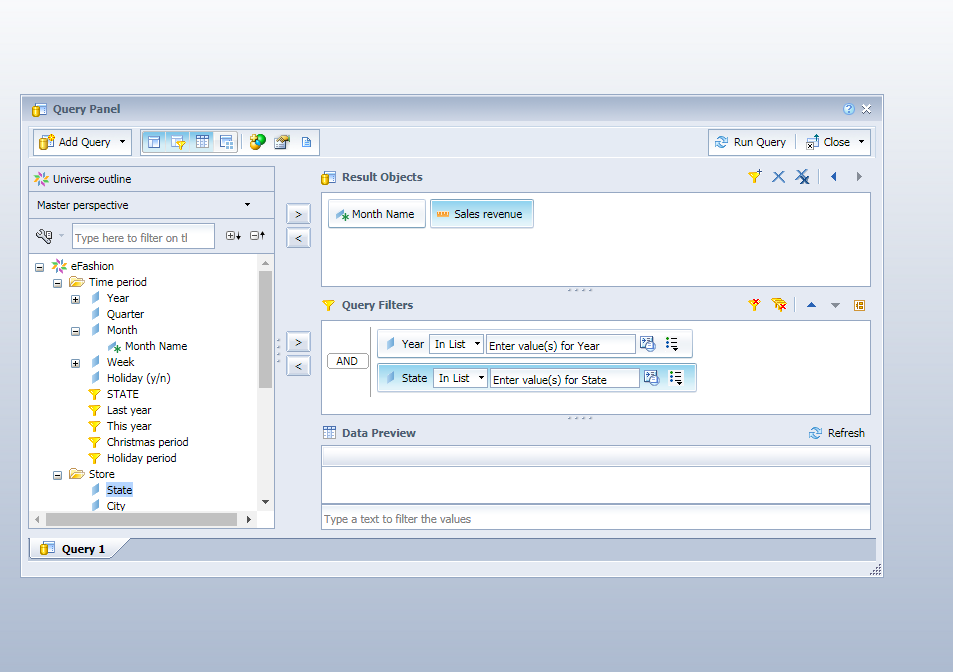 Query Panel
Add Query
Run Query
Close
Universe outline
Master perspective
Type here to filter on tl
eFashion
Time period
Year
Quarter
Month
Month Name
Week
Holiday (y/n)
STATE
Last year
This year
Christmas period
Holiday period
Store
State
City
>
<
>
<
Result Objects
Month Name
Sales revenue
Query Filters
AND
Year In List Enter value(s) for Year
State In List Enter value(s) for State
Data Preview
Refresh
Type a text to filter the values
Query 1